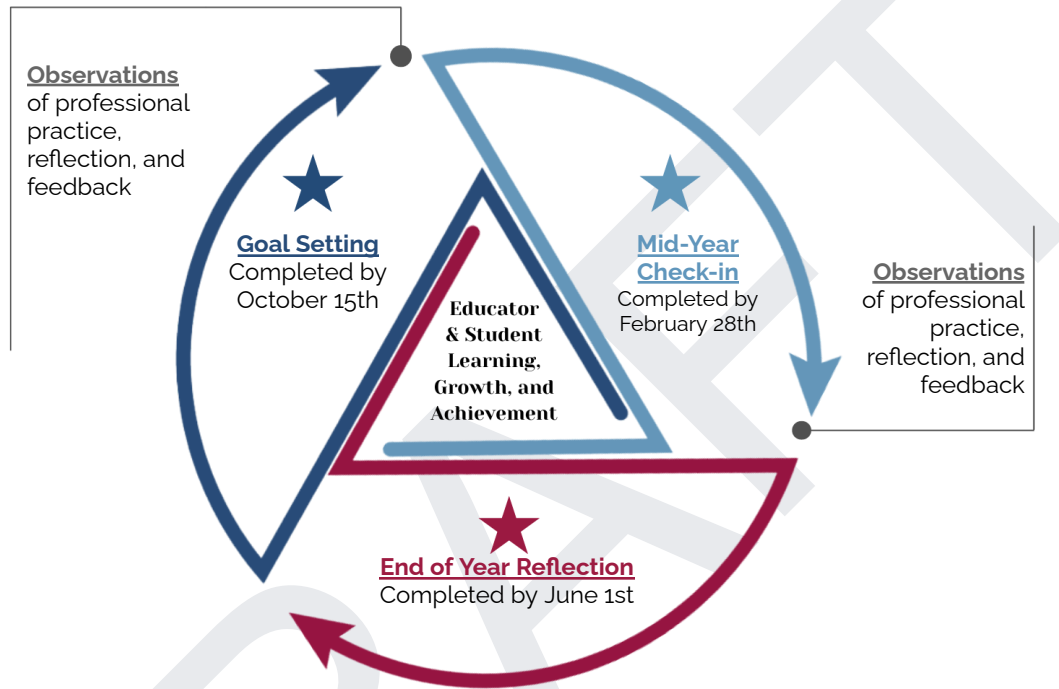 Observations
of professional
practice,
reflection, and
feedback
Goal Setting
Completed by
October 15th
Mid-Year
Check-in
Completed by
February 28th
Observations
of professional
practice,
reflection, and
feedback
Educator
& Student
Learning,
Growth, and
Achievement
End of Year Reflection
Completed by June 1st
DRAFT